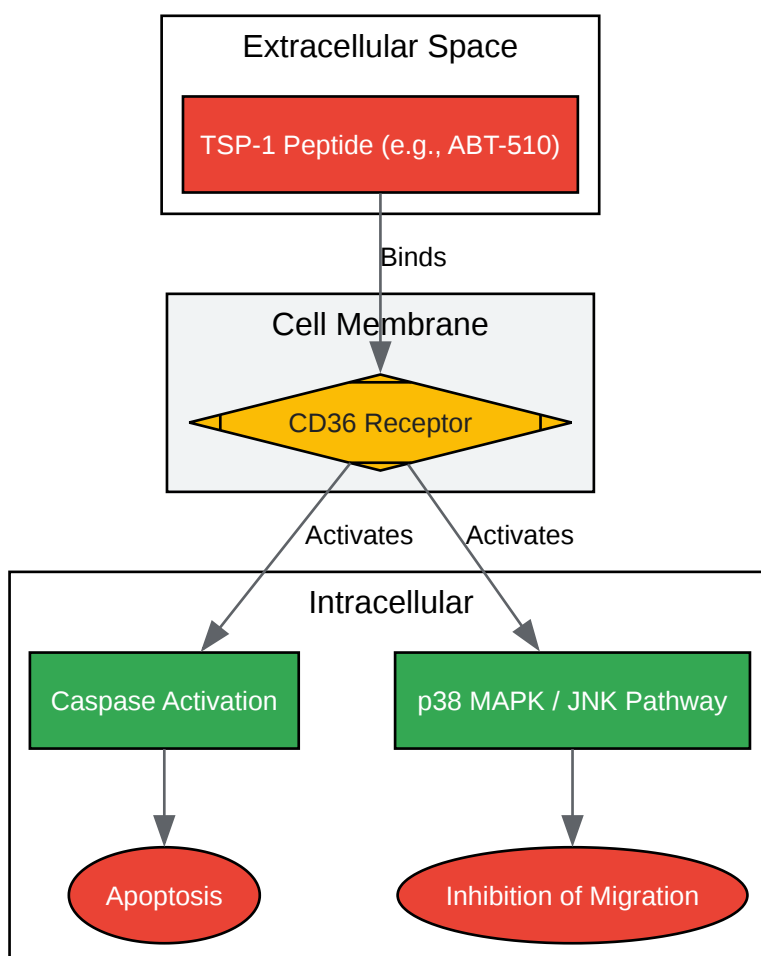 Extracellular Space
TSP-1 Peptide (e.g., ABT-510)
Binds
Cell Membrane
CD36 Receptor
Activates
Activates
Intracellular
Caspase Activation
p38 MAPK / JNK Pathway
Apoptosis
Inhibition of Migration